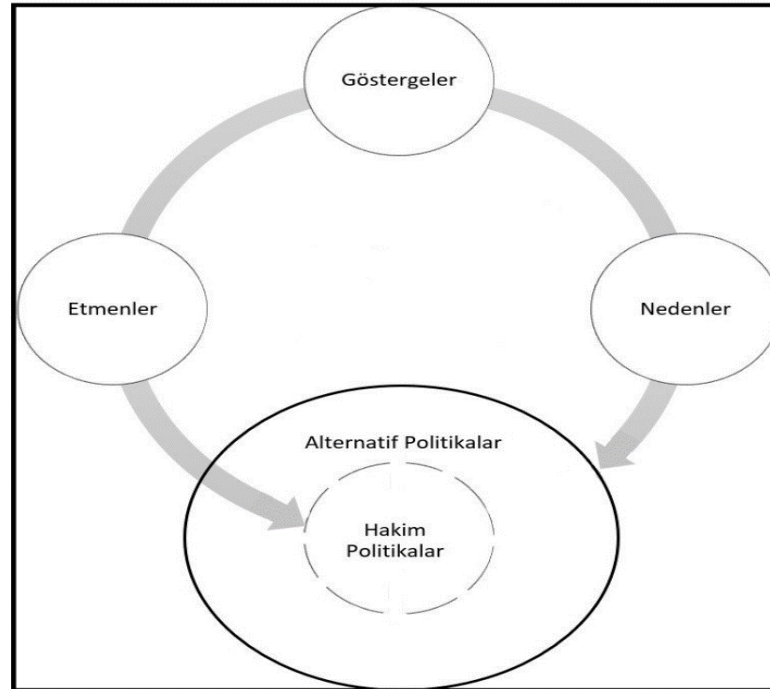 Göstergeler
Etmenler
Nedenler
Alternatif Politikalar
Hakim
Politikalar